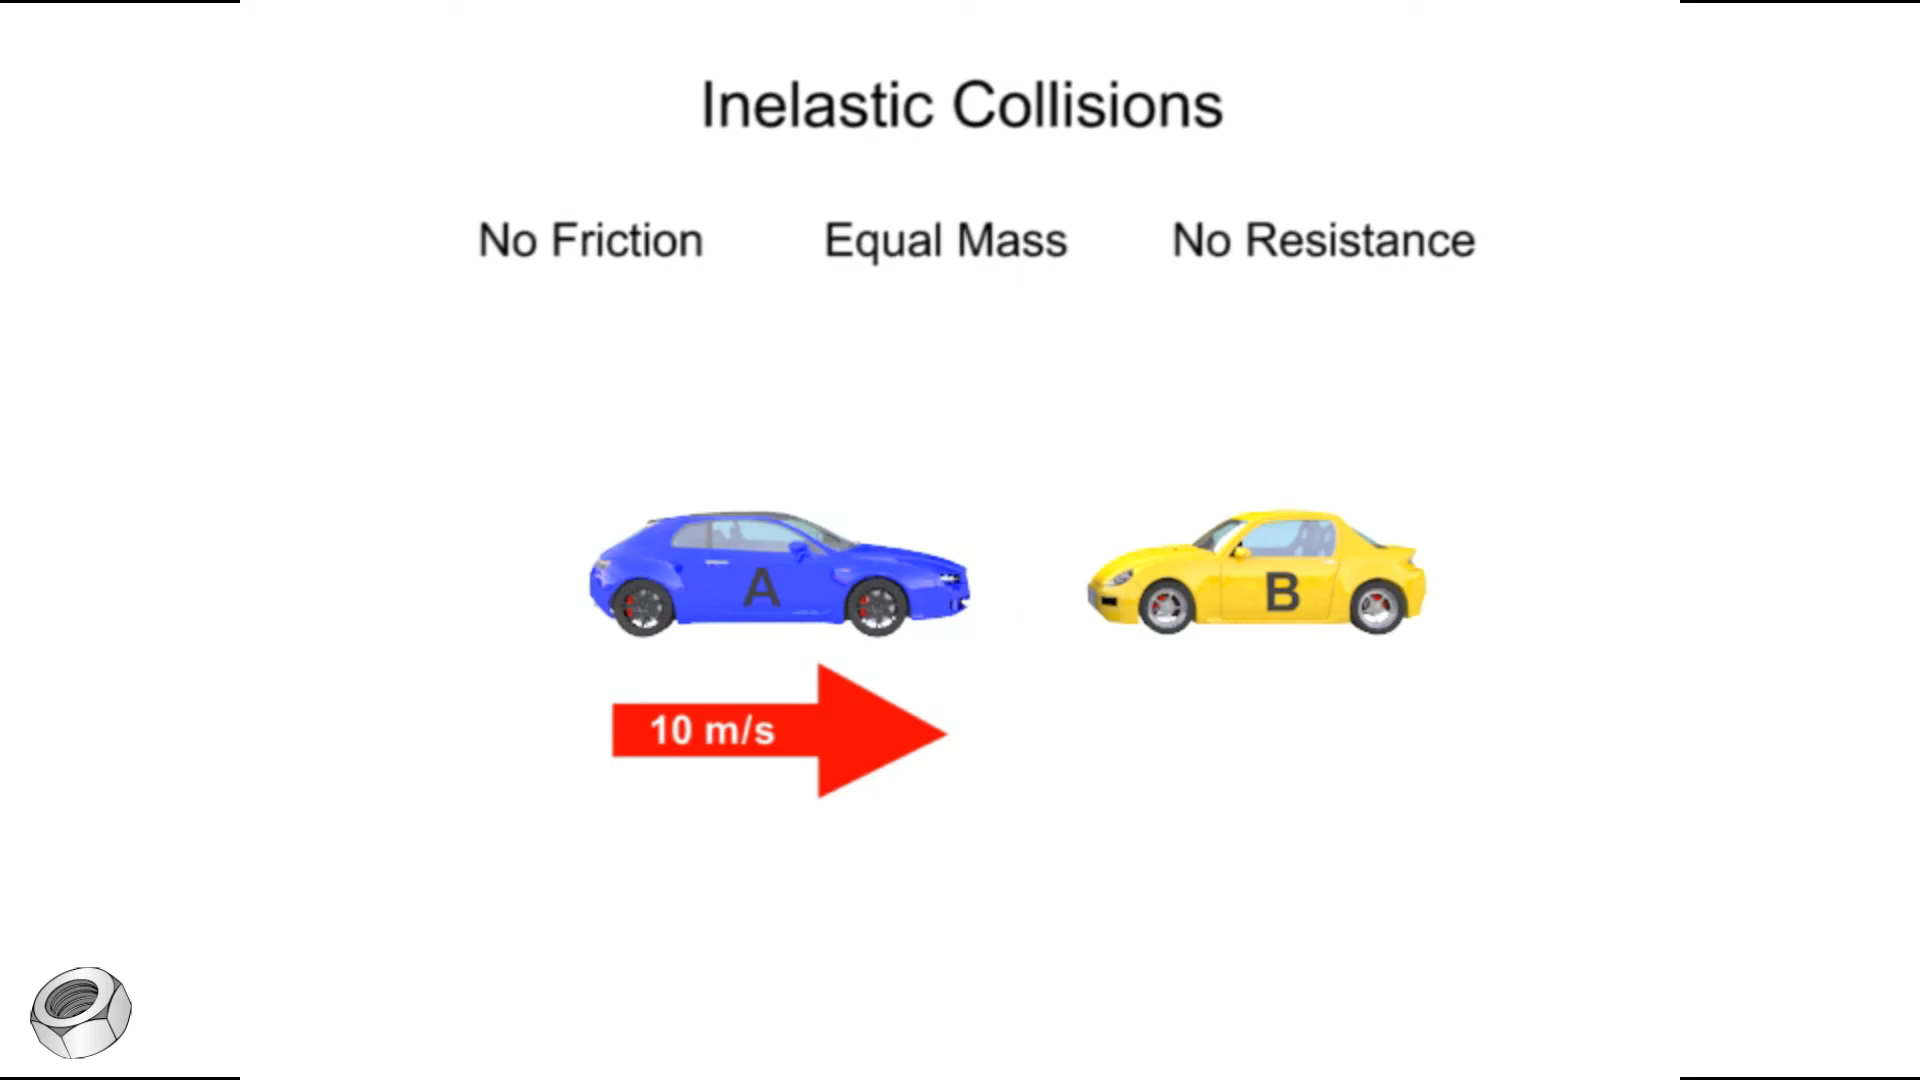 Inelastic Collisions
No Friction Equal Mass No Resistance
A B
10 m/s